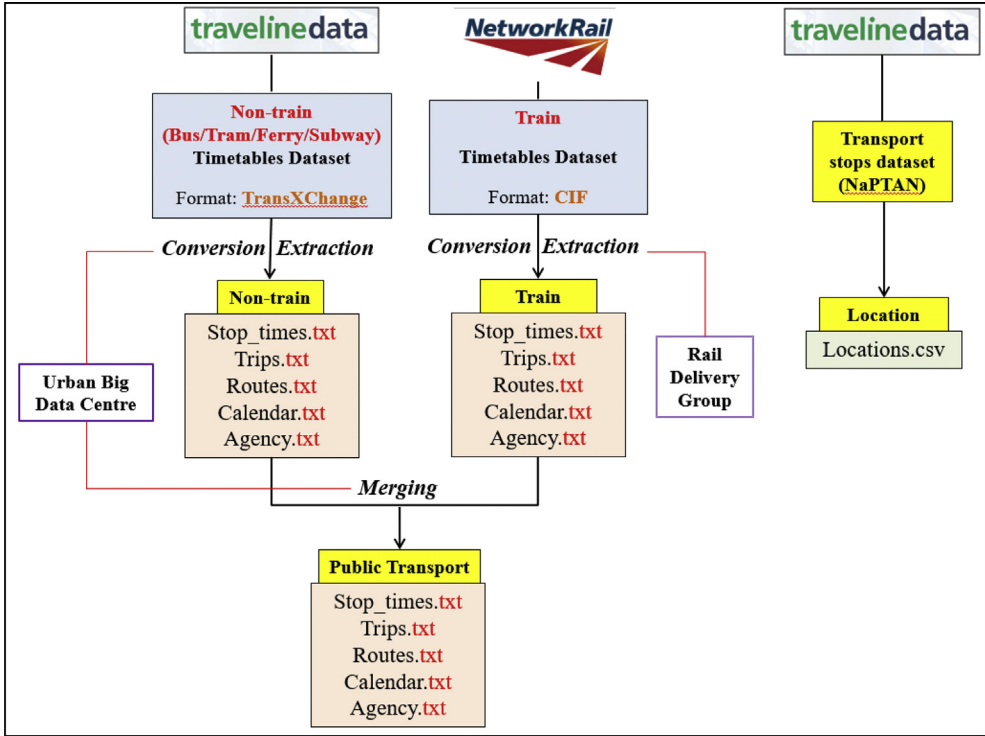 travelinedata
NetworkRail
travelinedata
Non-train
(Bus/Tram/Ferry/Subway)
Timetables Dataset
Format: TransXChange
Train
Timetables Dataset
Format: CIF
Transport
stops dataset
(NaPTAN)
Conversion Extraction
Conversion Extraction
Non-train
Stop_times.txt
Trips.txt
Routes.txt
Calendar.txt
Agency.txt
Train
Stop_times.txt
Trips.txt
Routes.txt
Calendar.txt
Agency.txt
Location
Locations.csv
Urban Big
Data Centre
Rail
Delivery
Group
Merging
Public Transport
Stop_times.txt
Trips.txt
Routes.txt
Calendar.txt
Agency.txt